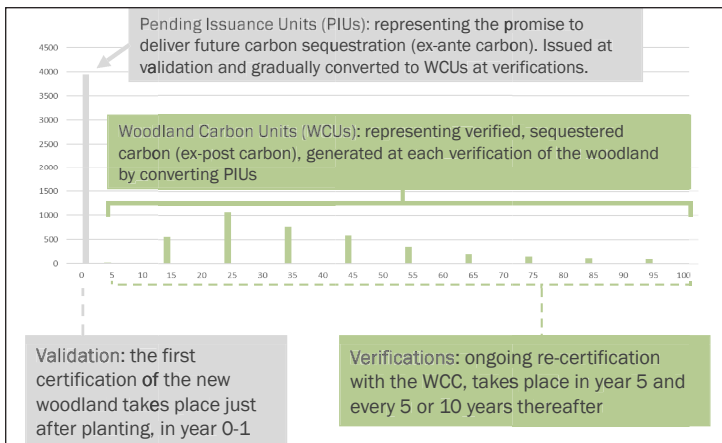 Pending Issuance Units (PIUs): representing the promise to
deliver future carbon sequestration (ex-ante carbon). Issued at
validation and gradually converted to WCUs at verifications.
4500
4000
3500
3000
2500
2000
1500
1000
500
0
Woodland Carbon Units (WCUs): representing verified, sequestered
carbon (ex-post carbon), generated at each verification of the woodland
by converting PIUs
0 5 10 15 20 25 30 35 40 45 50 55 60 65 70 75 80 85 90 95 100
Validation: the first
certification of the new
woodland takes place just
after planting, in year 0-1
Verifications: ongoing re-certification
with the WCC, takes place in year 5 and
every 5 or 10 years thereafter